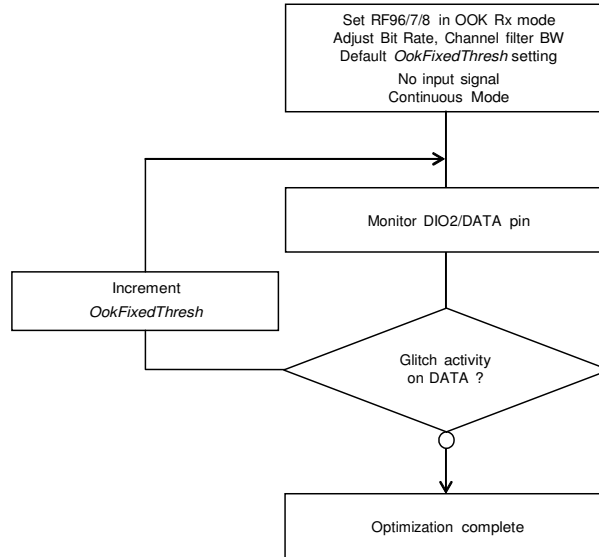 Set RF96/7/8 in OOK Rx mode
Adjust Bit Rate, Channel filter BW
Default OokFixedThresh setting
No input signal
Continuous Mode
Monitor DIO2/DATA pin
Increment
OokFixedThresh
Glitch activity
on DATA ?
Optimization complete